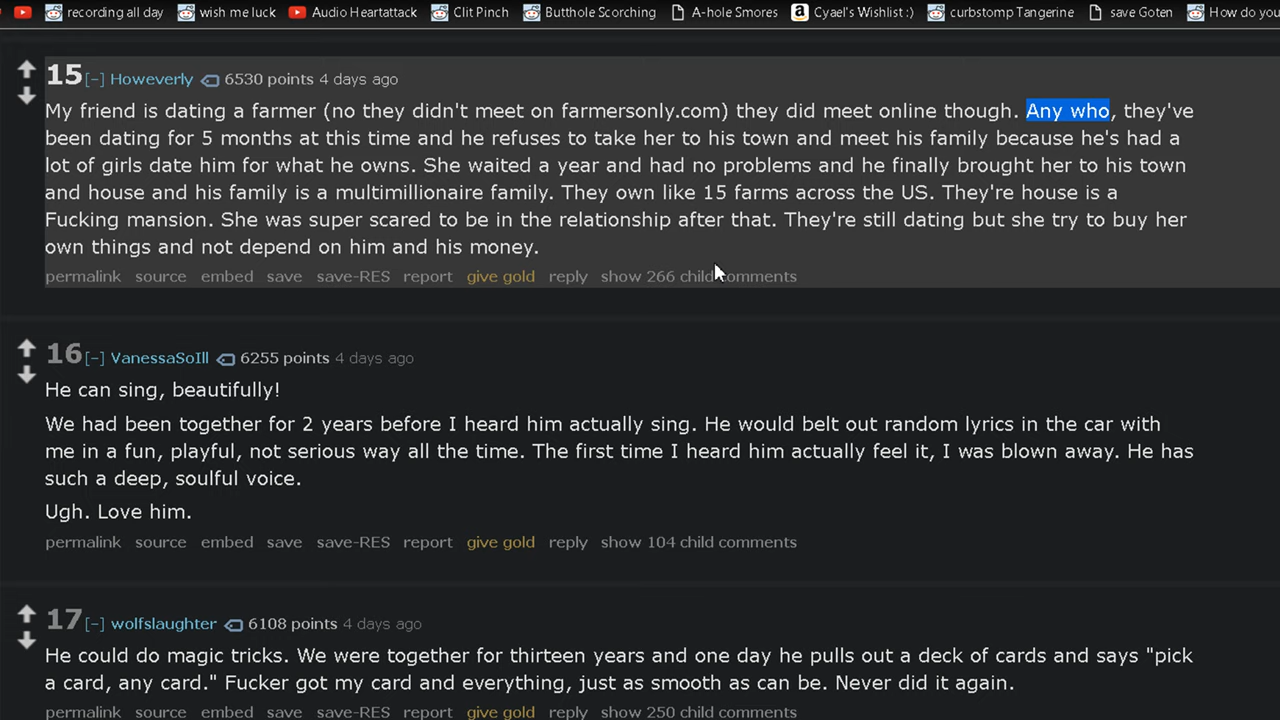 recording all day wish me luck Audio Heartattack Clit Pinch Butthole Scorching A-hole Smores Cyael's Wishlist :) curbstomp Tangerine save Goten How do you
15 [-] Howeverly 6530 points 4 days ago
My friend is dating a farmer (no they didn't meet on farmersonly.com) they did meet online though. Any who, they've
been dating for 5 months at this time and he refuses to take her to his town and meet his family because he's had a
lot of girls date him for what he owns. She waited a year and had no problems and he finally brought her to his town
and house and his family is a multimillionaire family. They own like 15 farms across the US. They're house is a
Fucking mansion. She was super scared to be in the relationship after that. They're still dating but she try to buy her
own things and not depend on him and his money.
permalink source embed save save-RES report give gold reply show 266 child comments
16 [-] VanessaSoIll 6255 points 4 days ago
He can sing, beautifully!
We had been together for 2 years before I heard him actually sing. He would belt out random lyrics in the car with
me in a fun, playful, not serious way all the time. The first time I heard him actually feel it, I was blown away. He has
such a deep, soulful voice.
Ugh. Love him.
permalink source embed save save-RES report give gold reply show 104 child comments
17 [-] wolfslaughter 6108 points 4 days ago
He could do magic tricks. We were together for thirteen years and one day he pulls out a deck of cards and says "pick
a card, any card." Fucker got my card and everything, just as smooth as can be. Never did it again.
permalink source embed save save-RES report give gold reply show 250 child comments